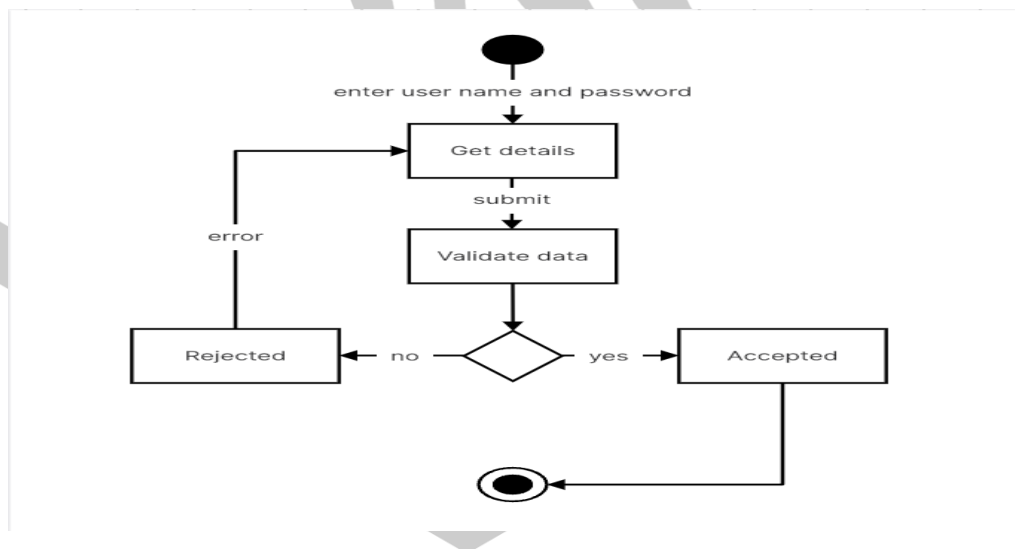 enter user name and password
Get details
submit
error
Validate data
Rejected
no
yes
Accepted